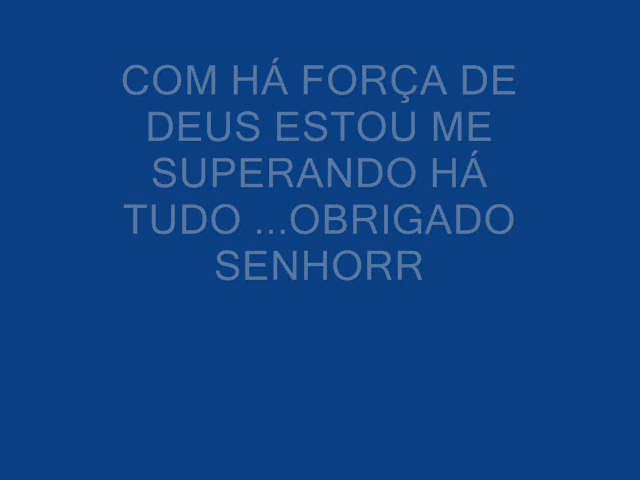 COM HÁ FORÇA DE
DEUS ESTOU ME
SUPERANDO HÁ
TUDO ...OBRIGADO
SENHORR